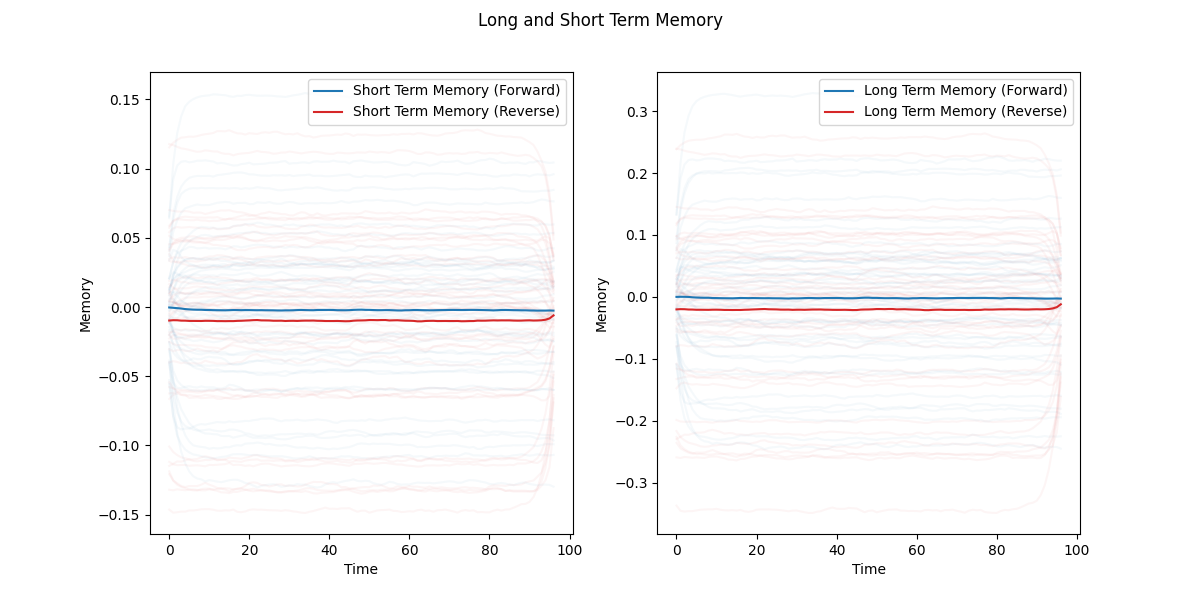 Long and Short Term Memory
Short Term Memory (Forward)
Short Term Memory (Reverse)
0.15
0.10
0.05
0.00
−0.05
−0.10
−0.15
Memory
0
20
40
60
80
100
Time
Long Term Memory (Forward)
Long Term Memory (Reverse)
0.3
0.2
0.1
0.0
−0.1
−0.2
−0.3
Memory
0
20
40
60
80
100
Time